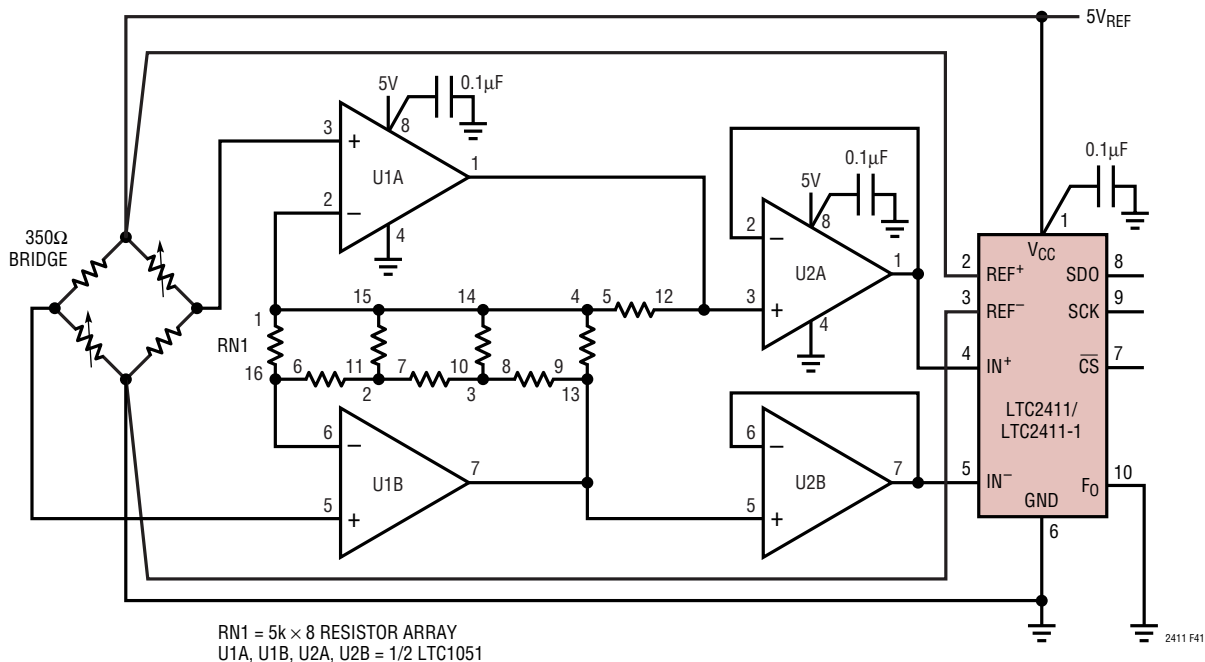 5VREF
5V
0.1µF
8
3
+
U1A
1
2
–
4
350Ω
BRIDGE
5V
0.1µF
8
2
–
U2A
1
3
+
4
0.1µF
1
VCC
2
REF+
SDO
8
3
REF–
SCK
9
4
IN+
CS
7
LTC2411/
LTC2411-1
5
IN–
FO
10
GND
6
15
14
4
5
12
1
RN1
16
6
11
7
10
8
9
2
3
13
6
–
U1B
7
5
+
6
–
U2B
7
5
+
RN1 = 5k × 8 RESISTOR ARRAY
U1A, U1B, U2A, U2B = 1/2 LTC1051
2411 F41